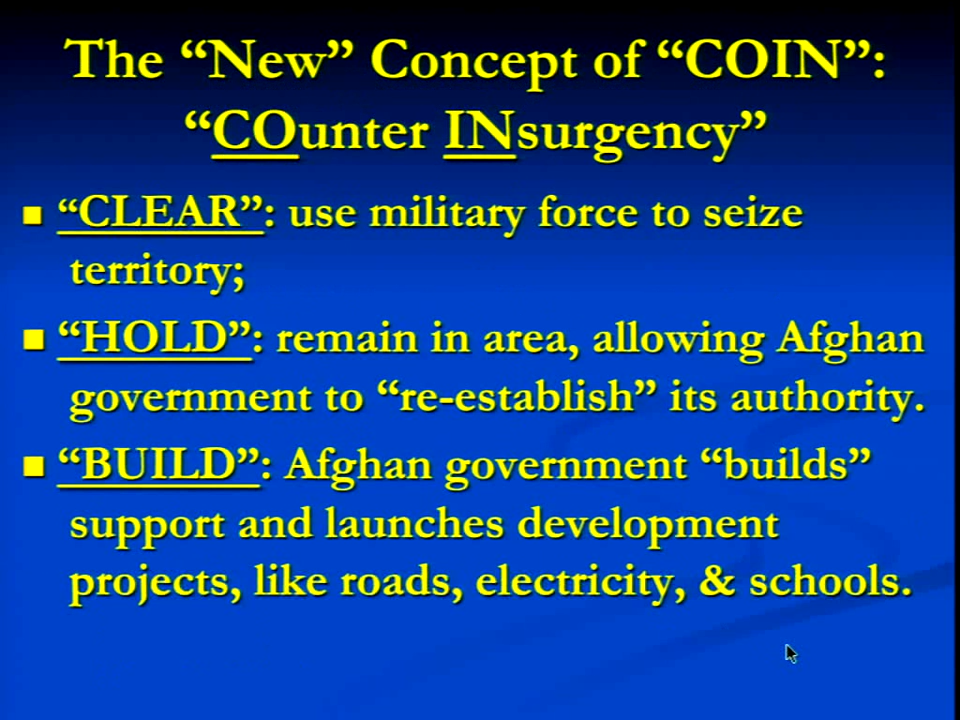 The “New” Concept of “COIN”:
“COunter INsurgency”
“CLEAR”: use military force to seize
territory;
“HOLD”: remain in area, allowing Afghan
government to “re-establish” its authority.
“BUILD”: Afghan government “builds”
support and launches development
projects, like roads, electricity, & schools.